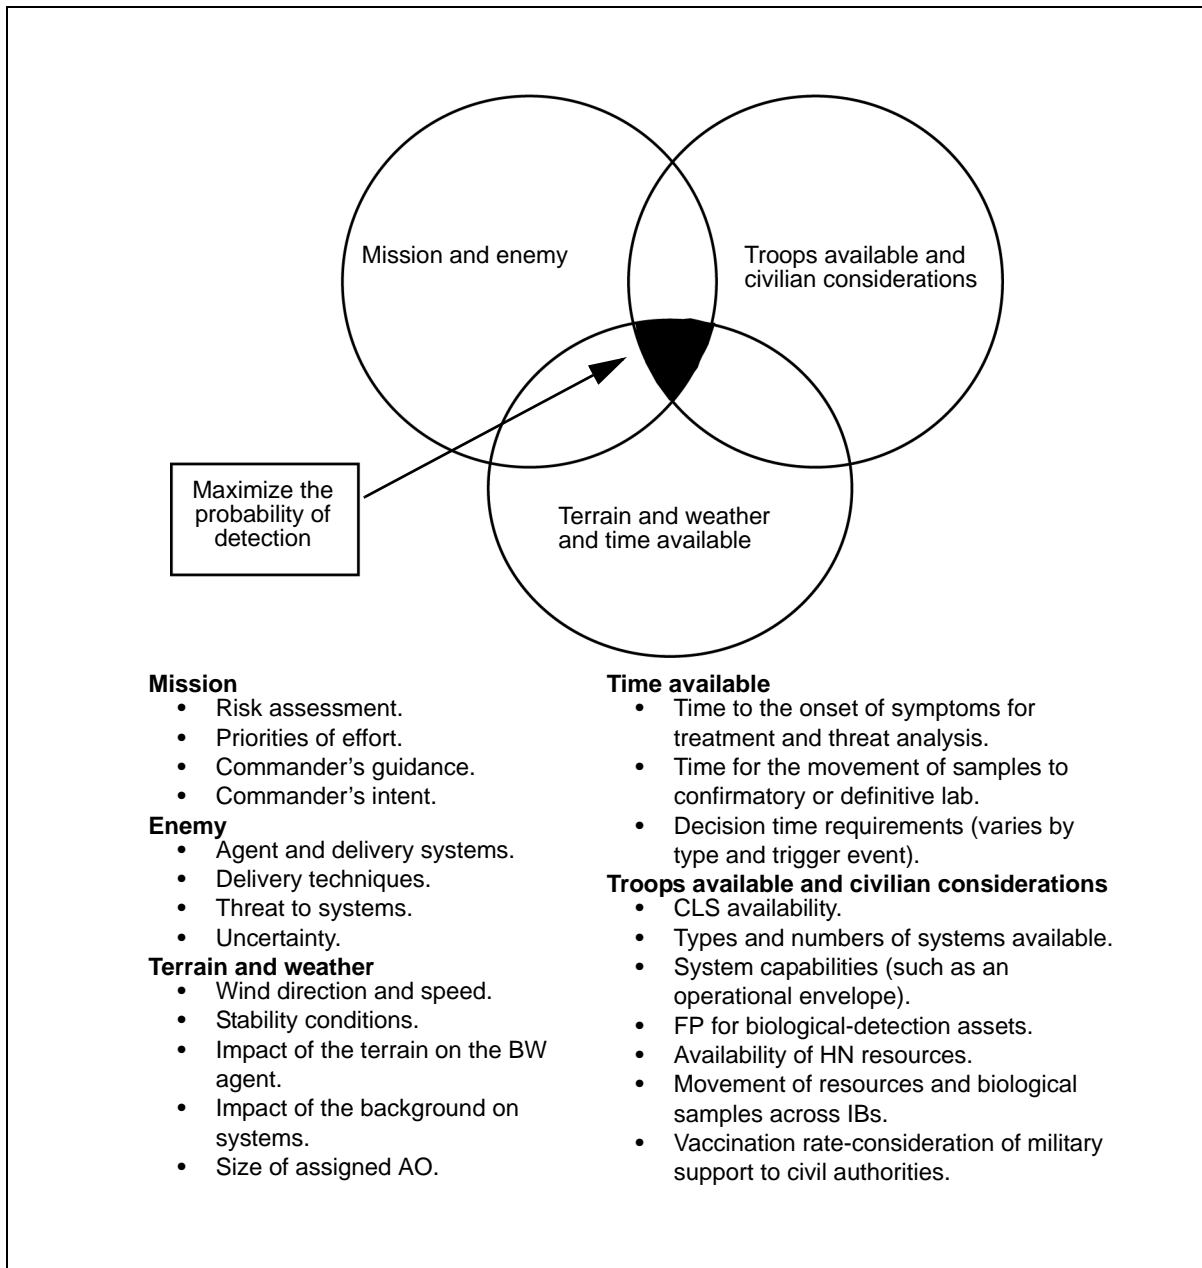 Mission and enemy
Troops available and
civilian considerations
Maximize the
probability of
detection
Terrain and weather
and time available
Mission
• Risk assessment.
• Priorities of effort.
• Commander's guidance.
• Commander's intent.
Enemy
• Agent and delivery systems.
• Delivery techniques.
• Threat to systems.
• Uncertainty.
Terrain and weather
• Wind direction and speed.
• Stability conditions.
• Impact of the terrain on the BW
agent.
• Impact of the background on
systems.
• Size of assigned AO.
Time available
• Time to the onset of symptoms for
treatment and threat analysis.
• Time for the movement of samples to
confirmatory or definitive lab.
• Decision time requirements (varies by
type and trigger event).
Troops available and civilian considerations
• CLS availability.
• Types and numbers of systems available.
• System capabilities (such as an
operational envelope).
• FP for biological-detection assets.
• Availability of HN resources.
• Movement of resources and biological
samples across IBs.
• Vaccination rate-consideration of military
support to civil authorities.